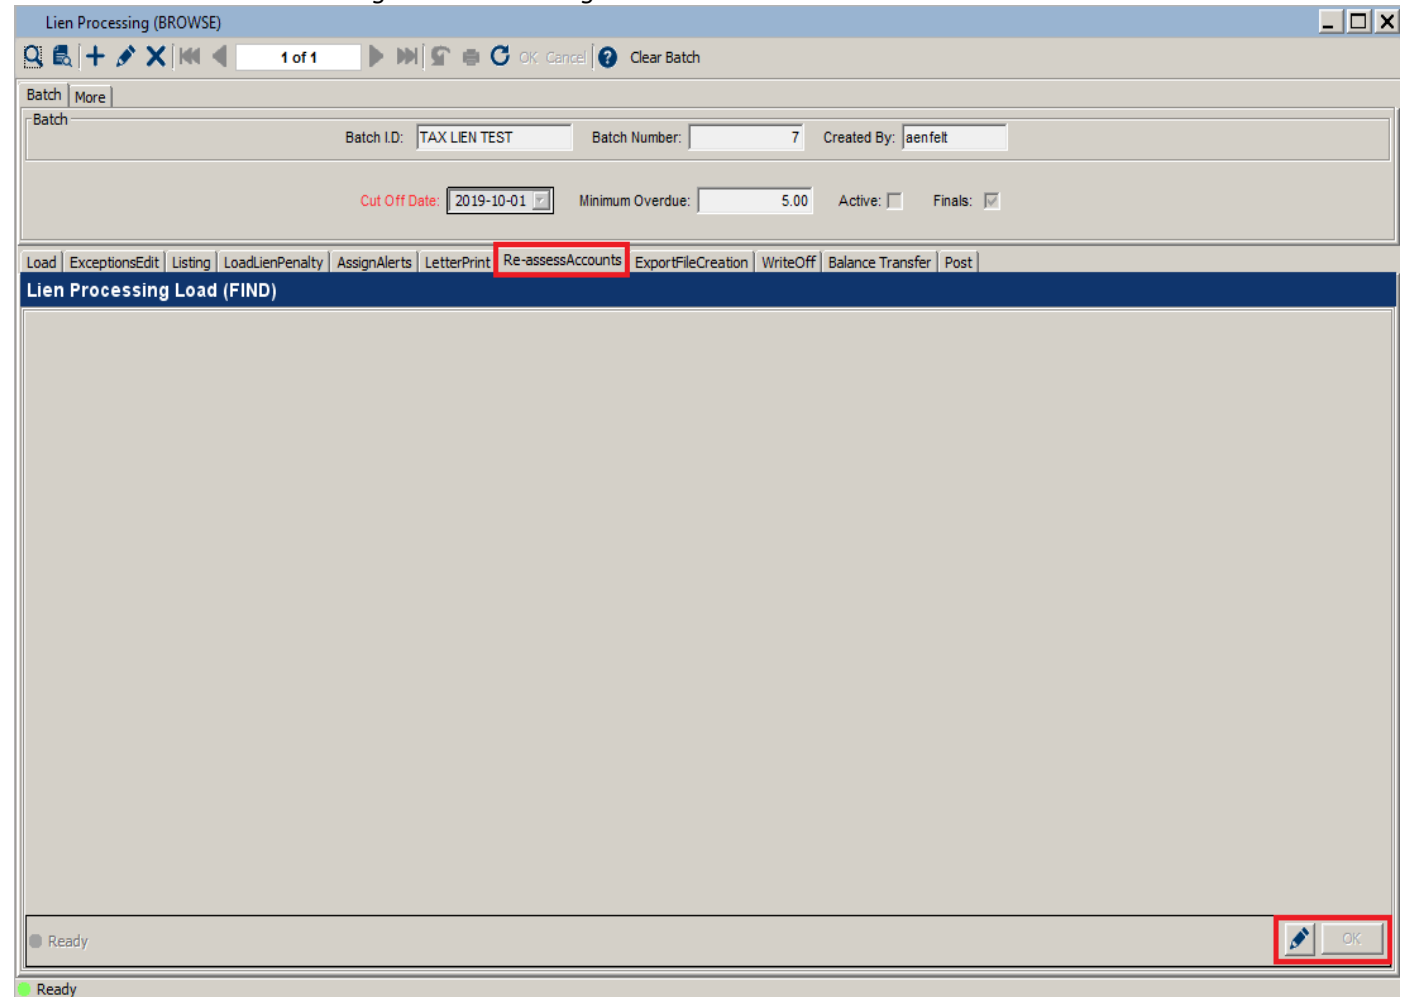 Lien Processing (BROWSE)
1 of 1 OK Cancel ? Clear Batch
Batch More
Batch
Batch I.D: TAX LIEN TEST Batch Number: 7 Created By: aenfelt
Cut Off Date: 2019-10-01 Minimum Overdue: 5.00 Active: Finals:
Load ExceptionsEdit Listing LoadLienPenalty AssignAlerts LetterPrint Re-assessAccounts ExportFileCreation WriteOff Balance Transfer Post
Lien Processing Load (FIND)
Ready OK
Ready